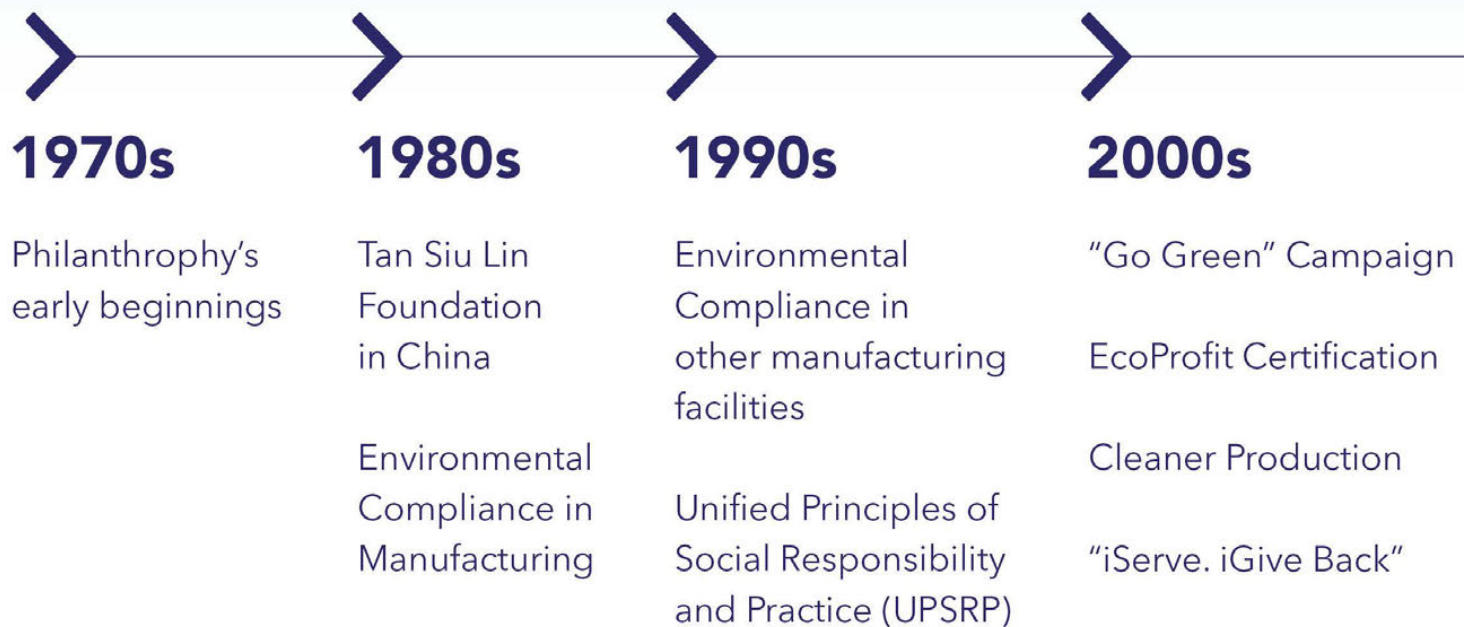 1970s
Philanthropy’s
early beginnings
1980s
Tan Siu Lin
Foundation
in China
Environmental
Compliance in
Manufacturing
1990s
Environmental
Compliance in
other manufacturing
facilities
Unified Principles of
Social Responsibility
and Practice (UPSRP)
2000s
“Go Green” Campaign
EcoProfit Certification
Cleaner Production
“iServe. iGive Back”